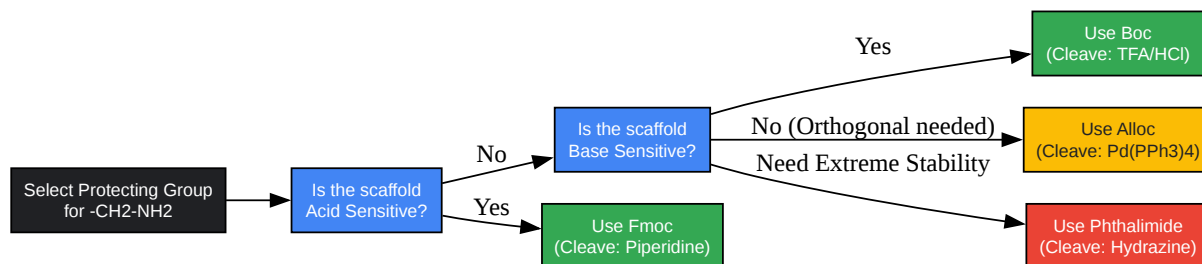 Select Protecting Group
for -CH2-NH2
Is the scaffold
Acid Sensitive?
No
Yes
Is the scaffold
Base Sensitive?
Use Fmoc
(Cleave: Piperidine)
Yes
No (Orthogonal needed)
Need Extreme Stability
Use Boc
(Cleave: TFA/HCl)
Use Alloc
(Cleave: Pd(PPh3)4)
Use Phthalimide
(Cleave: Hydrazine)